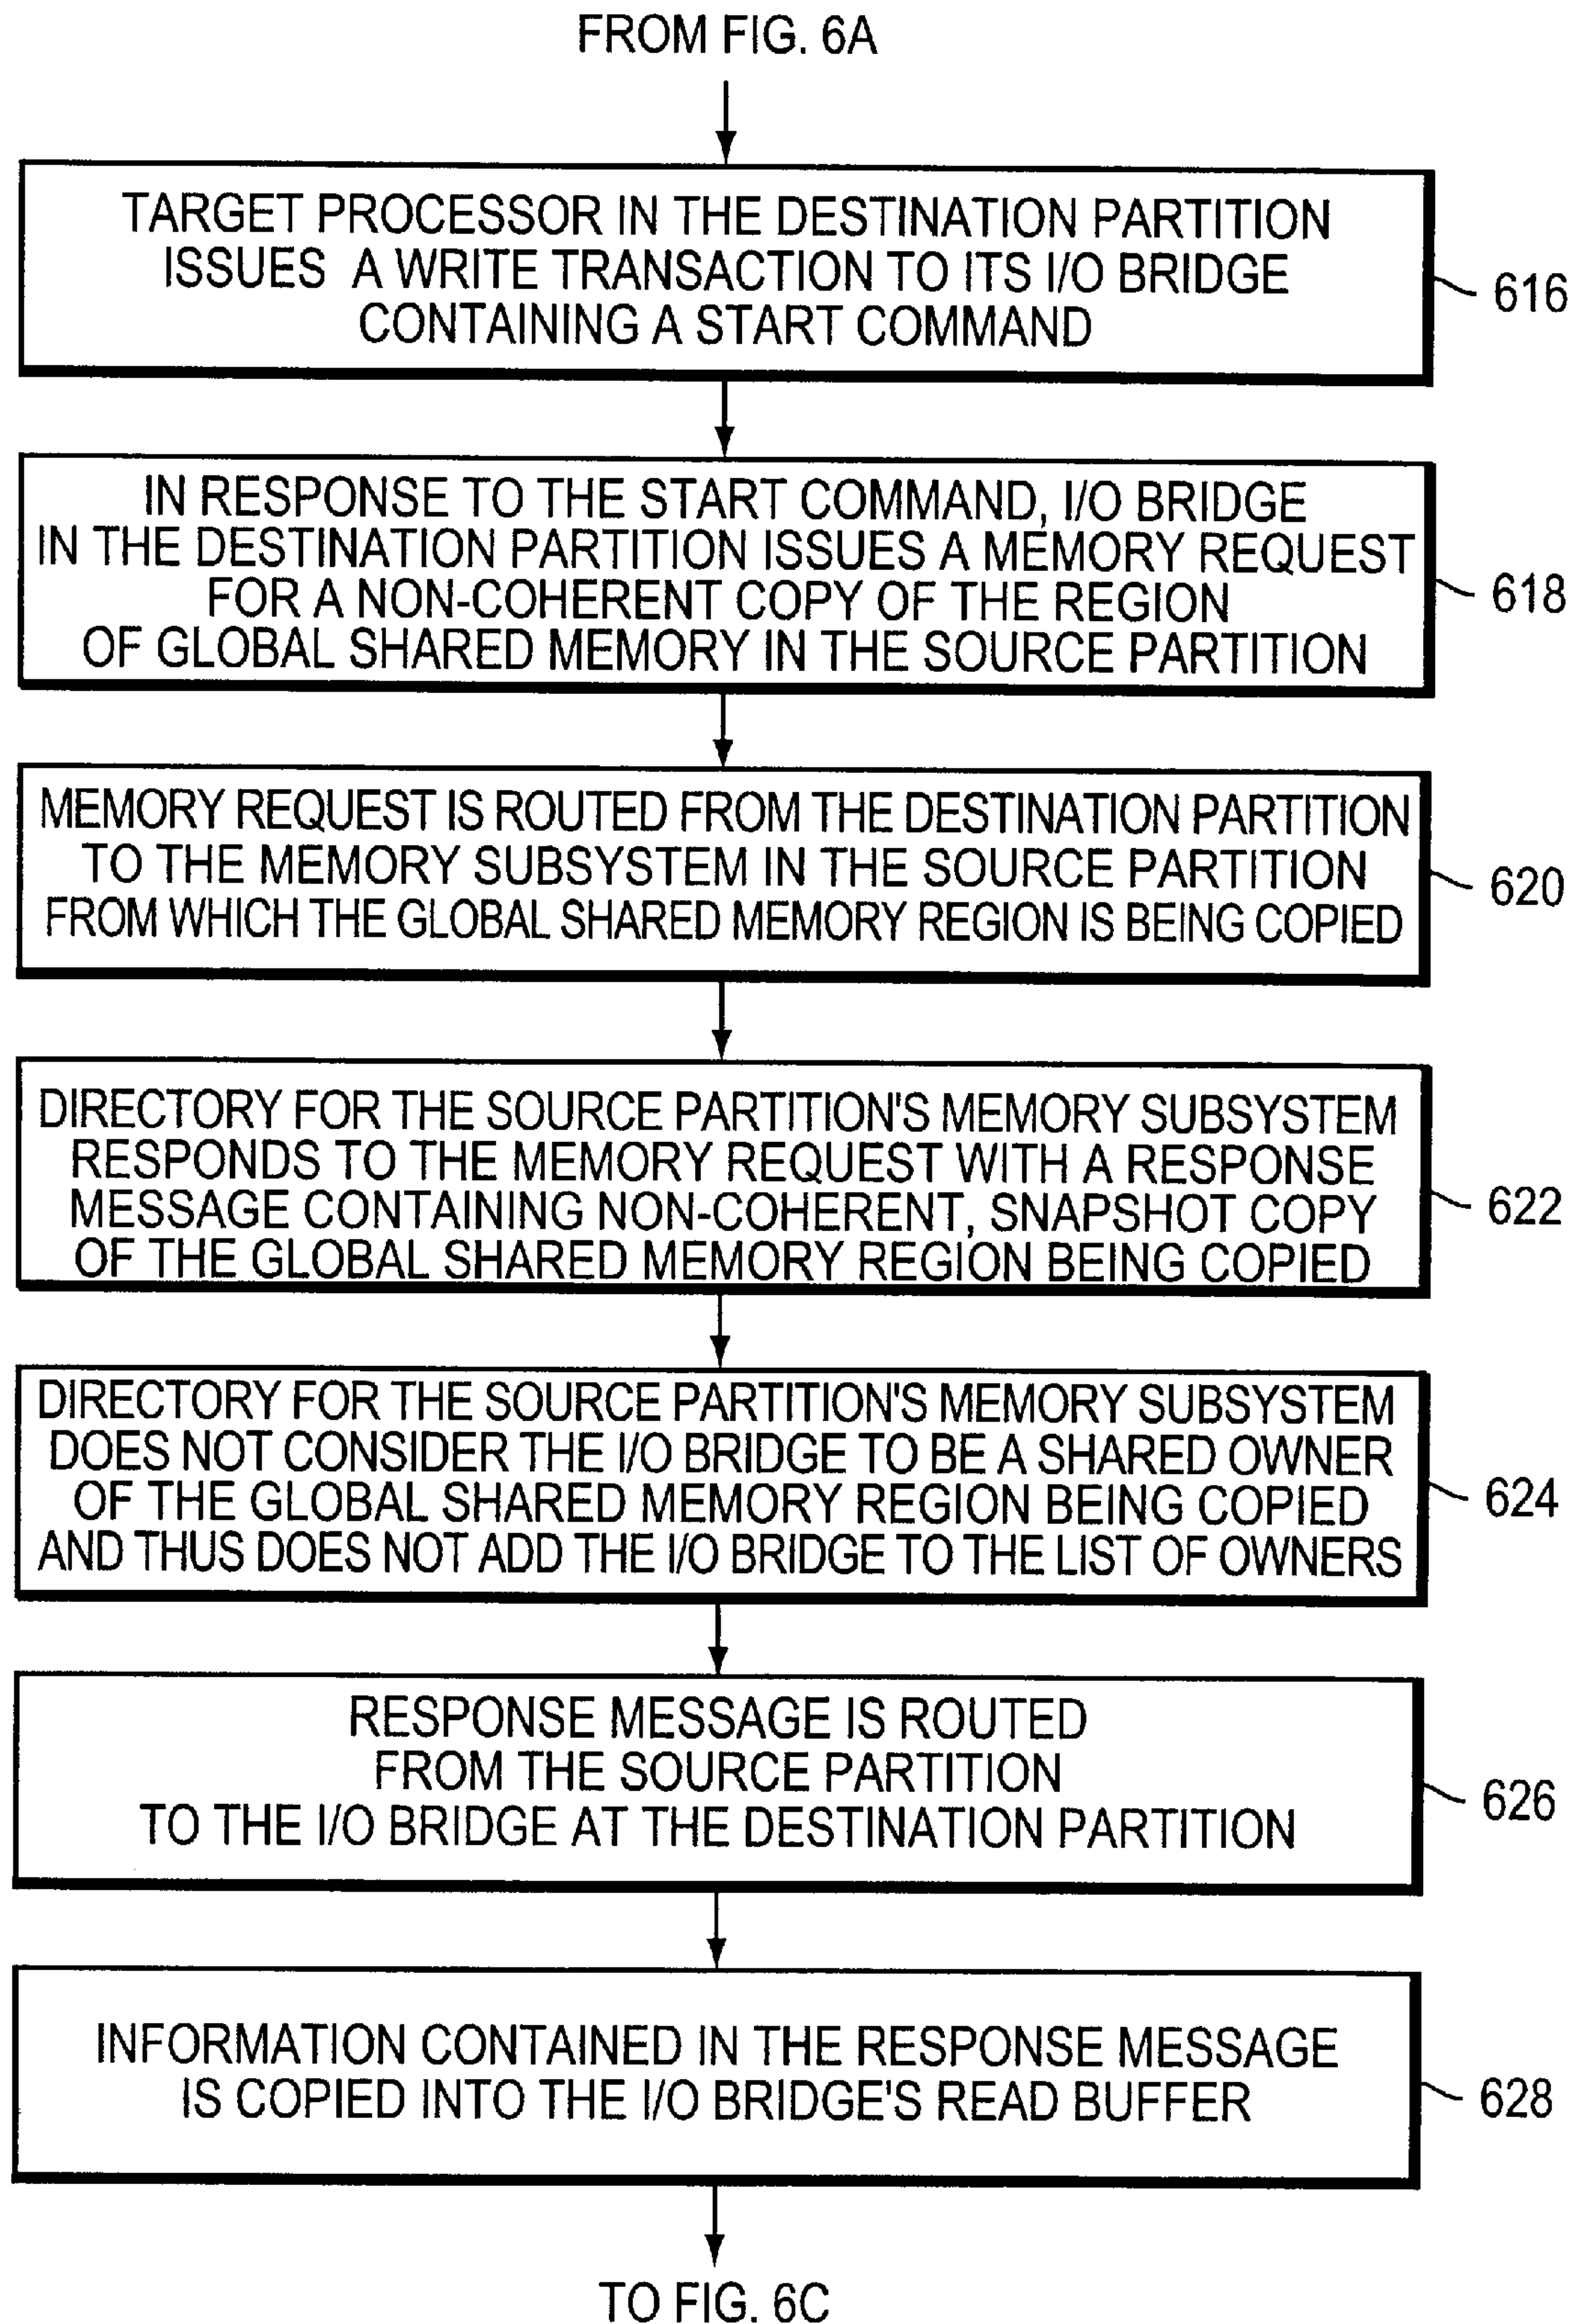 FROM FIG. 6A
TARGET PROCESSOR IN THE DESTINATION PARTITION
ISSUES A WRITE TRANSACTION TO ITS I/O BRIDGE
CONTAINING A START COMMAND
616
IN RESPONSE TO THE START COMMAND, I/O BRIDGE
IN THE DESTINATION PARTITION ISSUES A MEMORY REQUEST
FOR A NON-COHERENT COPY OF THE REGION
OF GLOBAL SHARED MEMORY IN THE SOURCE PARTITION
618
MEMORY REQUEST IS ROUTED FROM THE DESTINATION PARTITION
TO THE MEMORY SUBSYSTEM IN THE SOURCE PARTITION
FROM WHICH THE GLOBAL SHARED MEMORY REGION IS BEING COPIED
620
DIRECTORY FOR THE SOURCE PARTITION'S MEMORY SUBSYSTEM
RESPONDS TO THE MEMORY REQUEST WITH A RESPONSE
MESSAGE CONTAINING NON-COHERENT, SNAPSHOT COPY
OF THE GLOBAL SHARED MEMORY REGION BEING COPIED
622
DIRECTORY FOR THE SOURCE PARTITION'S MEMORY SUBSYSTEM
DOES NOT CONSIDER THE I/O BRIDGE TO BE A SHARED OWNER
OF THE GLOBAL SHARED MEMORY REGION BEING COPIED
AND THUS DOES NOT ADD THE I/O BRIDGE TO THE LIST OF OWNERS
624
RESPONSE MESSAGE IS ROUTED
FROM THE SOURCE PARTITION
TO THE I/O BRIDGE AT THE DESTINATION PARTITION
626
INFORMATION CONTAINED IN THE RESPONSE MESSAGE
IS COPIED INTO THE I/O BRIDGE'S READ BUFFER
628
TO FIG. 6C